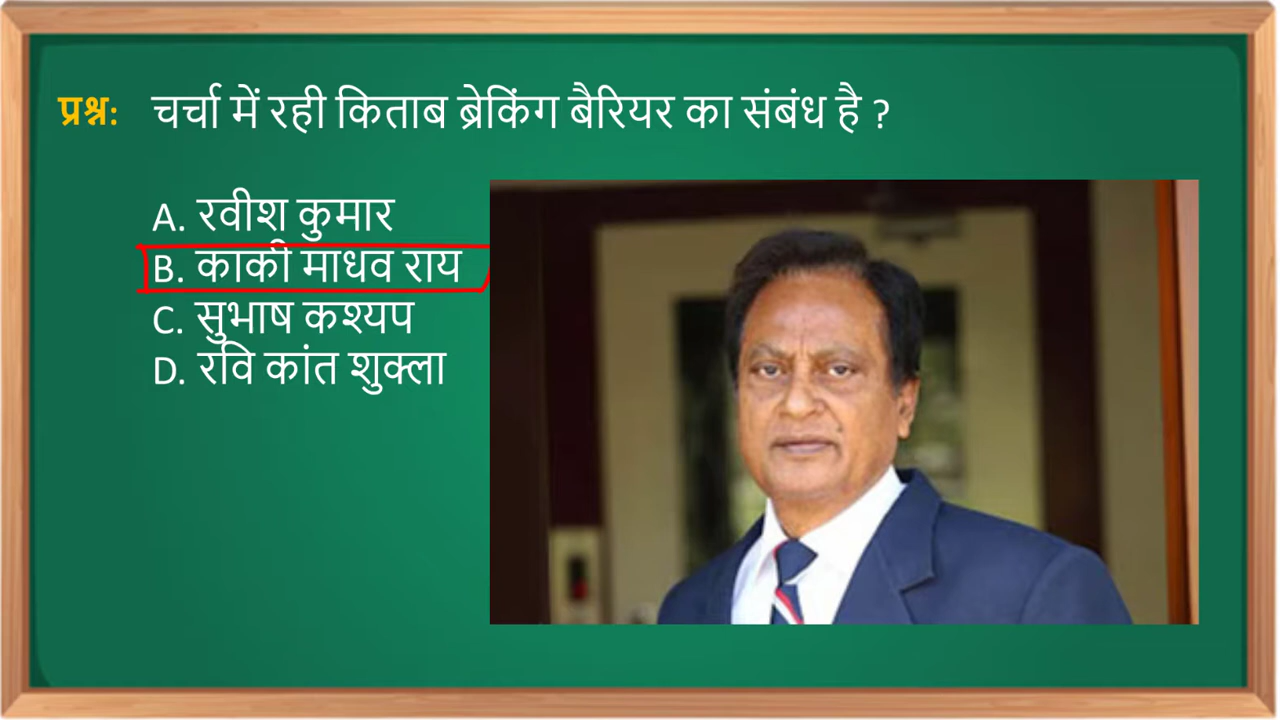 प्रश्न: चर्चा में रही किताब ब्रेकिंग बैरियर का संबंध है ?
A. रवीश कुमार
B. काकी माधव राय
C. सुभाष कश्यप
D. रवि कांत शुक्ला